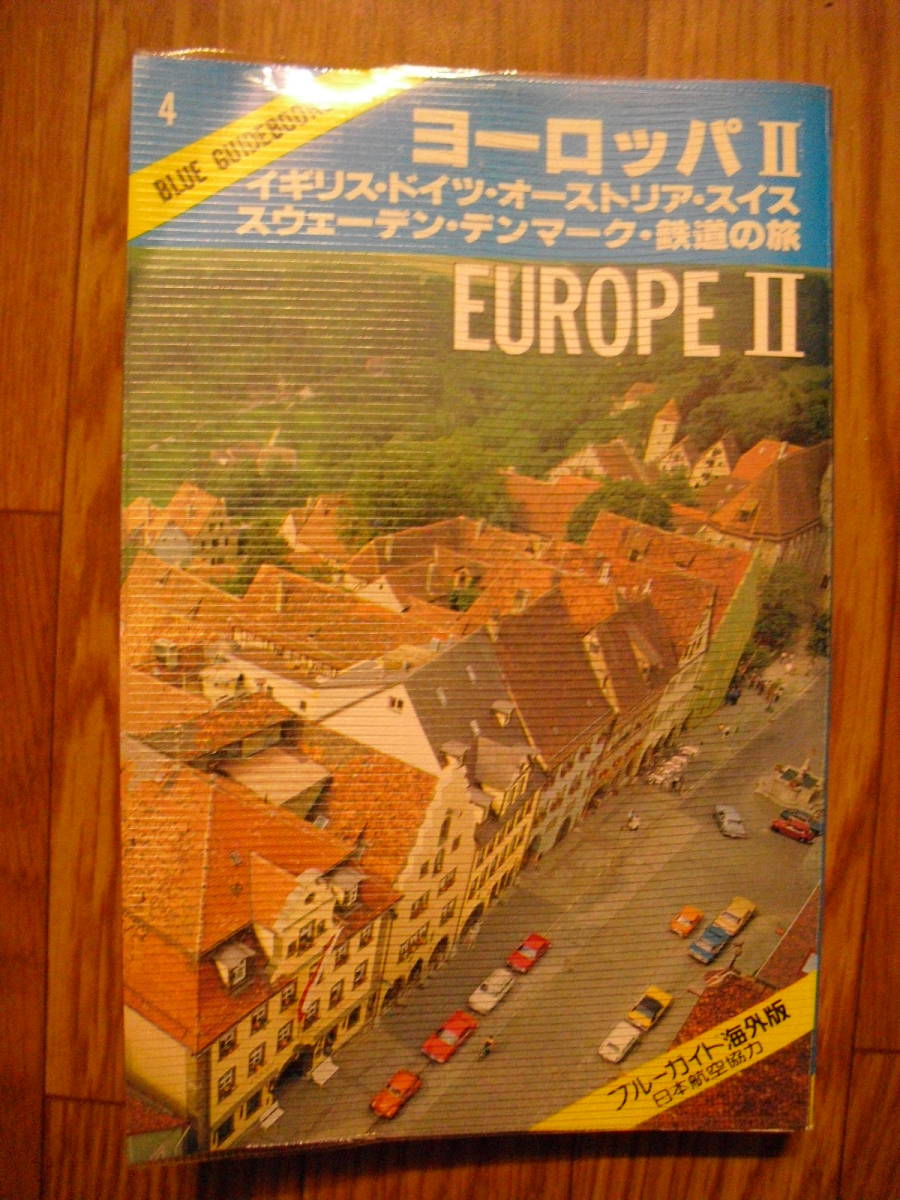 4
BLUE GUIDEBOOKS
ヨーロッパⅡ
イギリス・ドイツ・オーストリア・スイス
スウェーデン・デンマーク・鉄道の旅
EUROPE Ⅱ
ブルーガイド海外版
日本航空協力